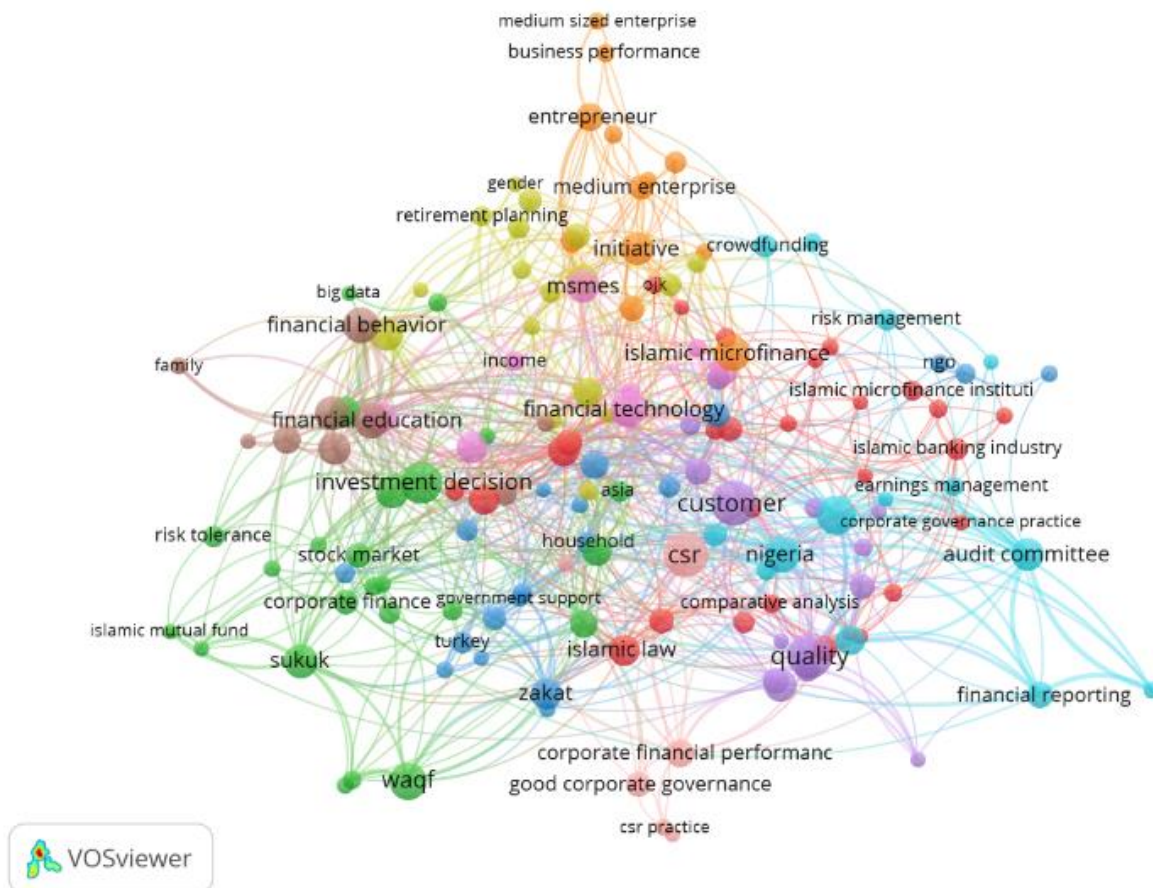 medium sized enterprise
business performance
entrepreneur
gender
medium enterprise
retirement planning
initiative
crowdfunding
msmes
ojk
big data
financial behavior
risk management
income
islamic microfinance
family
ngo
islamic microfinance instituti
financial education
financial technology
islamic banking industry
investment decision
asia
earnings management
customer
corporate governance practice
risk tolerance
stock market
household
csr
nigeria
audit committee
corporate finance
government support
comparative analysis
islamic mutual fund
turkey
islamic law
sukuk
quality
zakat
financial reporting
corporate financial performanc
waqf
good corporate governance
csr practice
VOSviewer